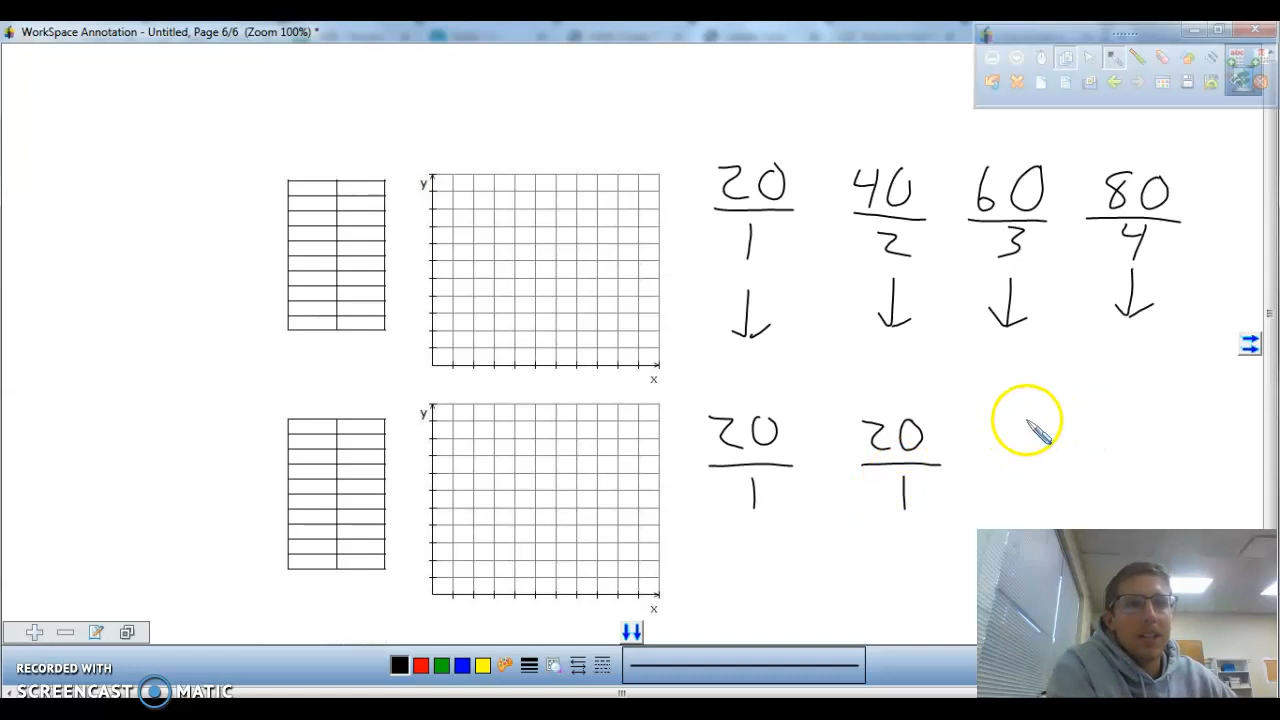 WorkSpace Annotation - Untitled, Page 6/6 (Zoom 100%) *
y
x
20 40 60 80
1 2 3 4
y
x
20 20
1 1
RECORDED WITH
SCREENCAST MATIC